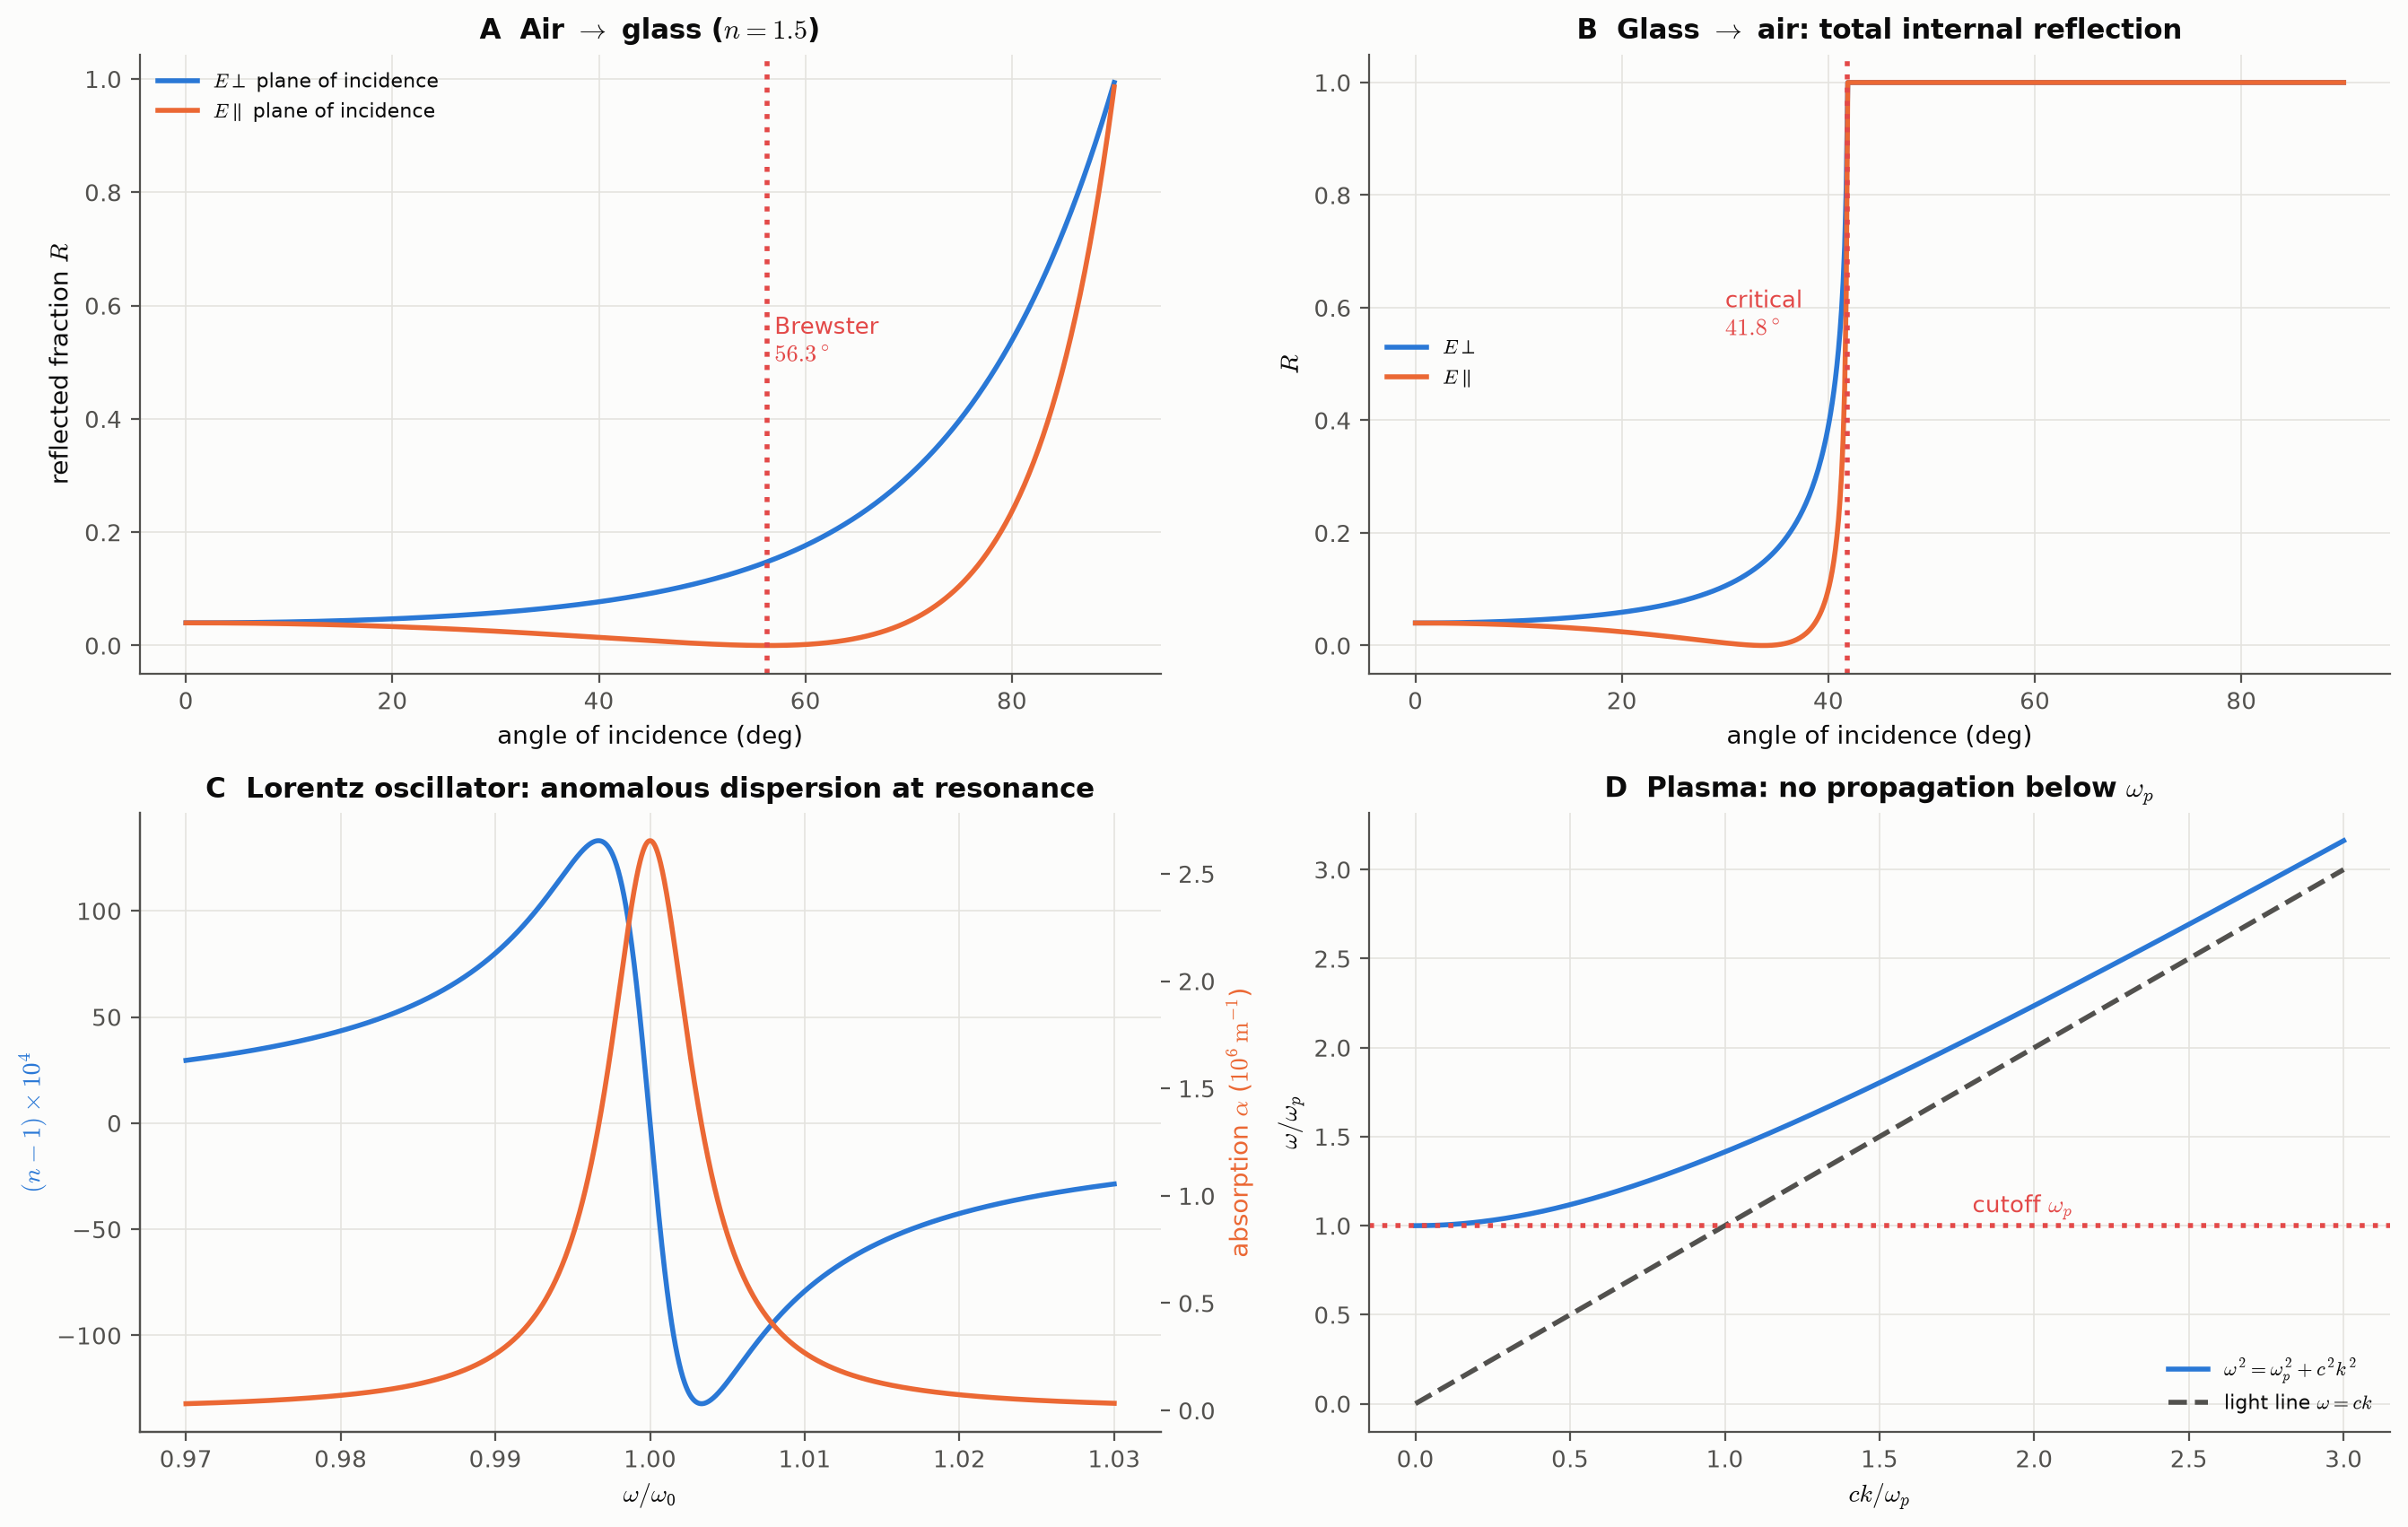 A Air → glass (n = 1.5)
E⊥ plane of incidence
E∥ plane of incidence
Brewster
56.3°
reflected fraction R
1.0
0.8
0.6
0.4
0.2
0.0
0 20 40 60 80
angle of incidence (deg)
B Glass → air: total internal reflection
critical
41.8°
E⊥
E∥
R
1.0
0.8
0.6
0.4
0.2
0.0
0 20 40 60 80
angle of incidence (deg)
C Lorentz oscillator: anomalous dispersion at resonance
(n − 1) × 10⁴
100
50
0
−50
−100
2.5
2.0
1.5
1.0
0.5
0.0
absorption α (10⁶ m⁻¹)
0.97 0.98 0.99 1.00 1.01 1.02 1.03
ω/ω₀
D Plasma: no propagation below ωₚ
ω/ωₚ
3.0
2.5
2.0
1.5
1.0
0.5
0.0
cutoff ωₚ
ω² = ωₚ² + c²k²
light line ω = ck
0.0 0.5 1.0 1.5 2.0 2.5 3.0
ck/ωₚ